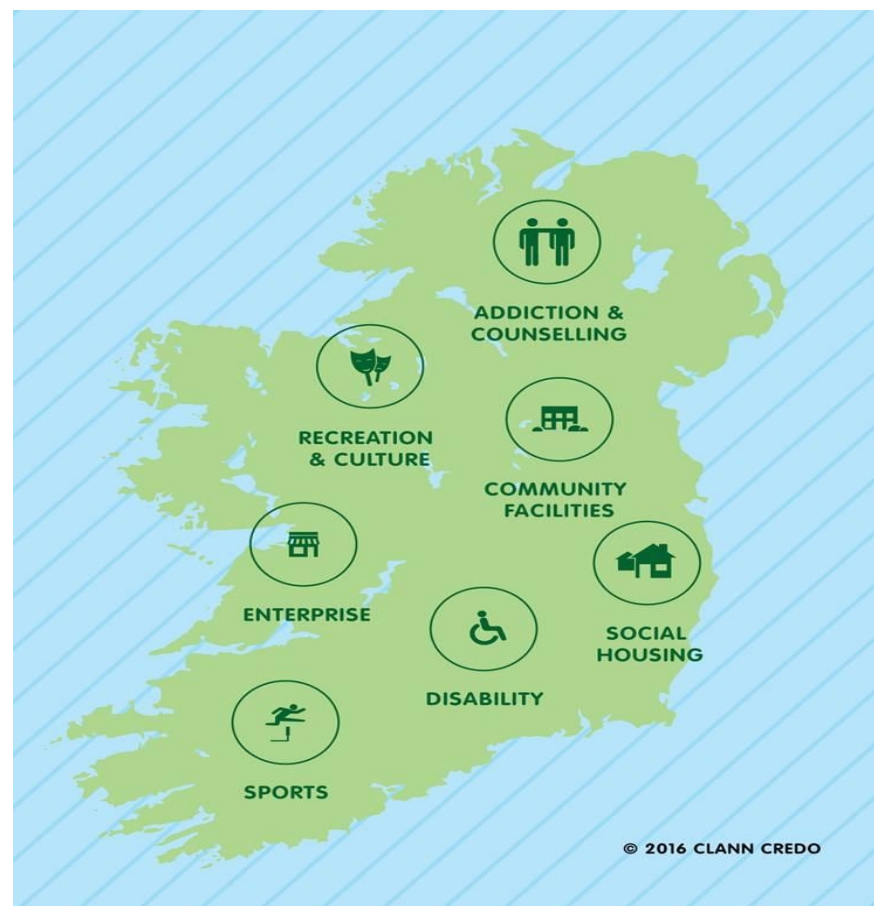 ADDICTION &
COUNSELLING
RECREATION
& CULTURE
COMMUNITY
FACILITIES
ENTERPRISE
SOCIAL
HOUSING
DISABILITY
SPORTS
© 2016 CLANN CREDO